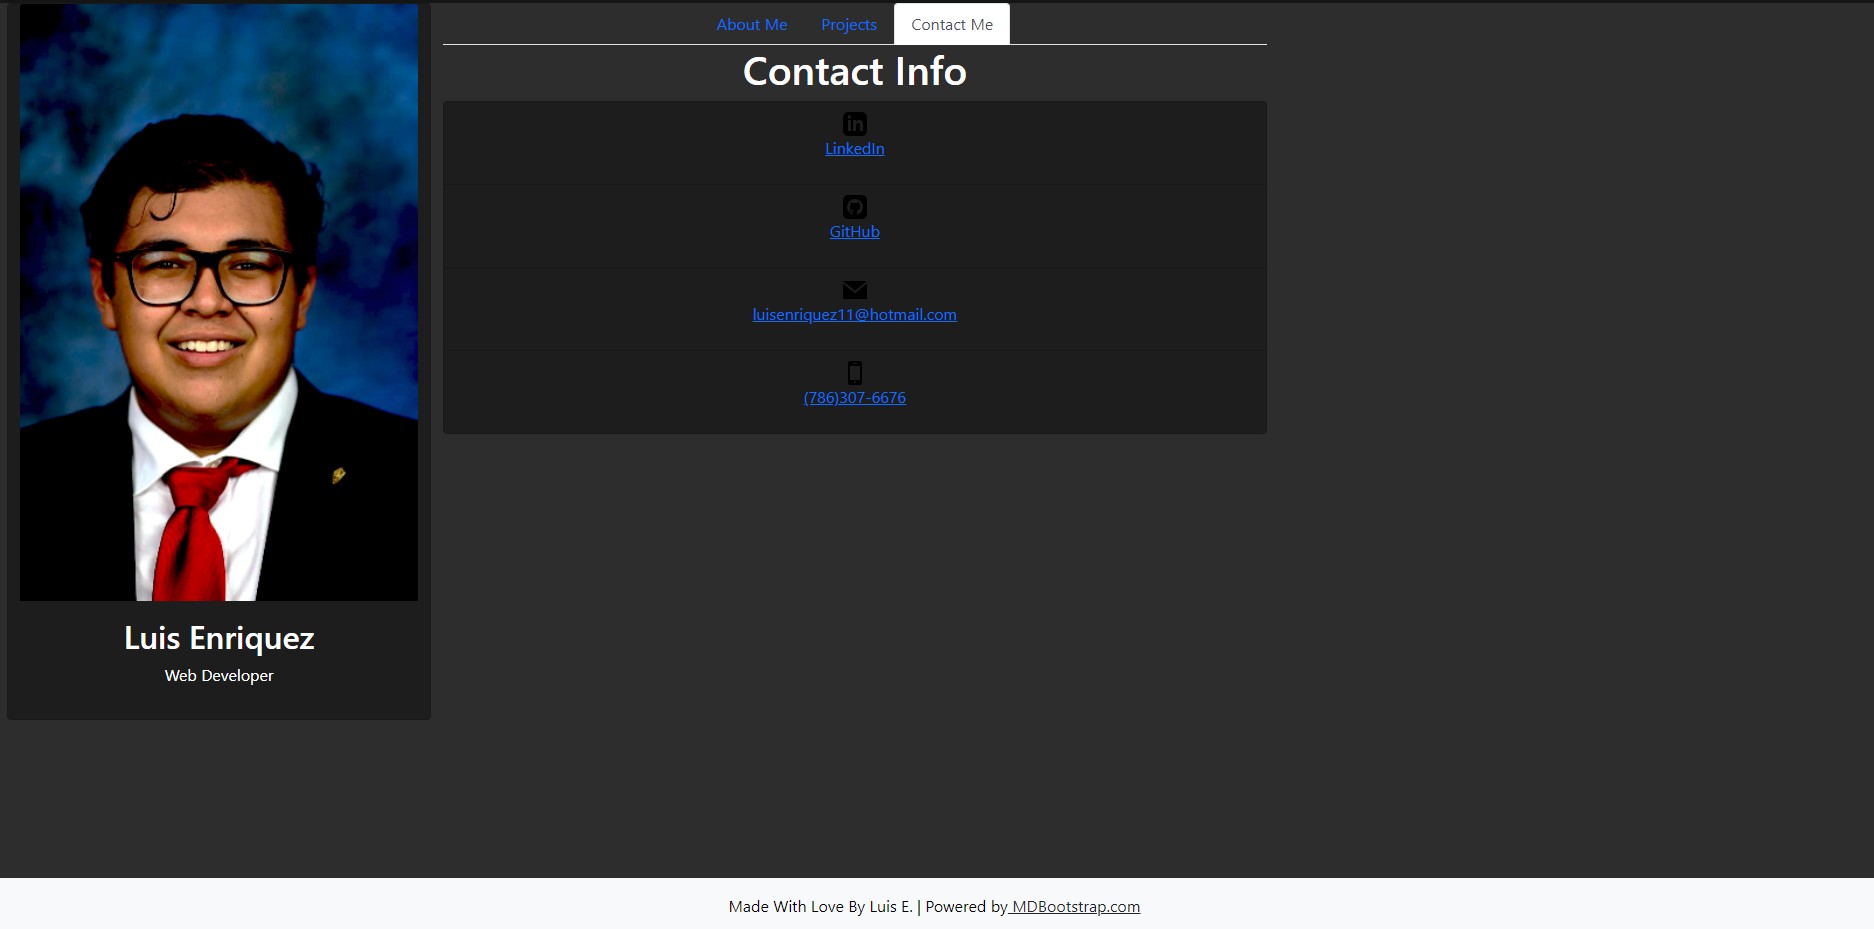 About Me Projects Contact Me
Contact Info
in
LinkedIn
GitHub
luisenriquez11@hotmail.com
(786)307-6676
Luis Enriquez
Web Developer
Made With Love By Luis E. | Powered by MDBootstrap.com